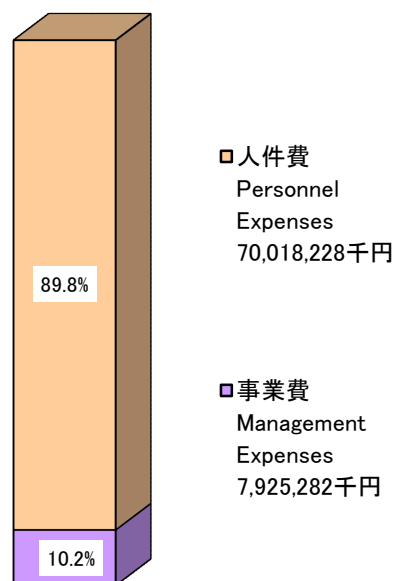 人件費
Personnel
Expenses
70,018,228千円
89.8%
事業費
Management
Expenses
7,925,282千円
10.2%